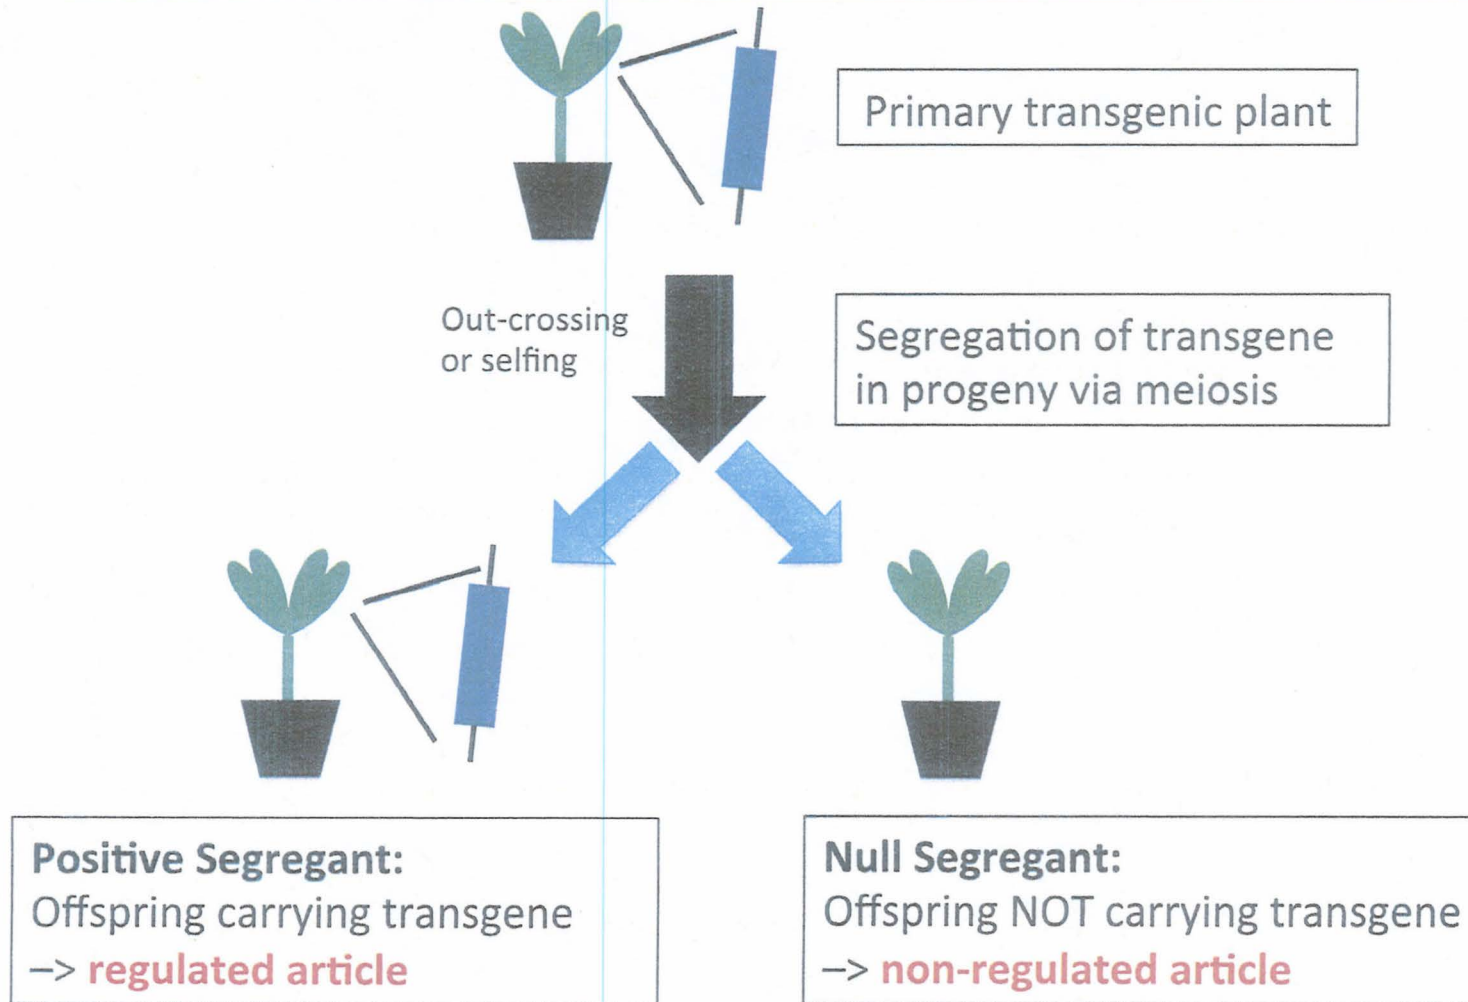 Primary transgenic plant
Out-crossing
or selfing
Segregation of transgene
in progeny via meiosis
Positive Segregant:
Offspring carrying transgene
–> regulated article
Null Segregant:
Offspring NOT carrying transgene
–> non-regulated article